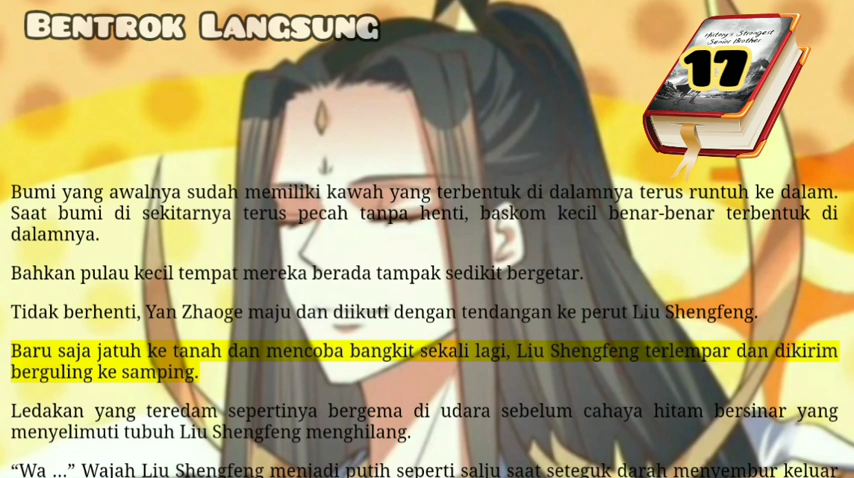 Bentrok Langsung
History's Strongest
Senior Brother
17
Bumi yang awalnya sudah memiliki kawah yang terbentuk di dalamnya terus runtuh ke dalam.
Saat bumi di sekitarnya terus pecah tanpa henti, baskom kecil benar-benar terbentuk di
dalamnya.
Bahkan pulau kecil tempat mereka berada tampak sedikit bergetar.
Tidak berhenti, Yan Zhaoge maju dan diikuti dengan tendangan ke perut Liu Shengfeng.
Baru saja jatuh ke tanah dan mencoba bangkit sekali lagi, Liu Shengfeng terlempar dan dikirim
berguling ke samping.
Ledakan yang teredam sepertinya bergema di udara sebelum cahaya hitam bersinar yang
menyelimuti tubuh Liu Shengfeng menghilang.
“Wa ...” Wajah Liu Shengfeng menjadi putih seperti salju saat seteguk darah menyembur keluar